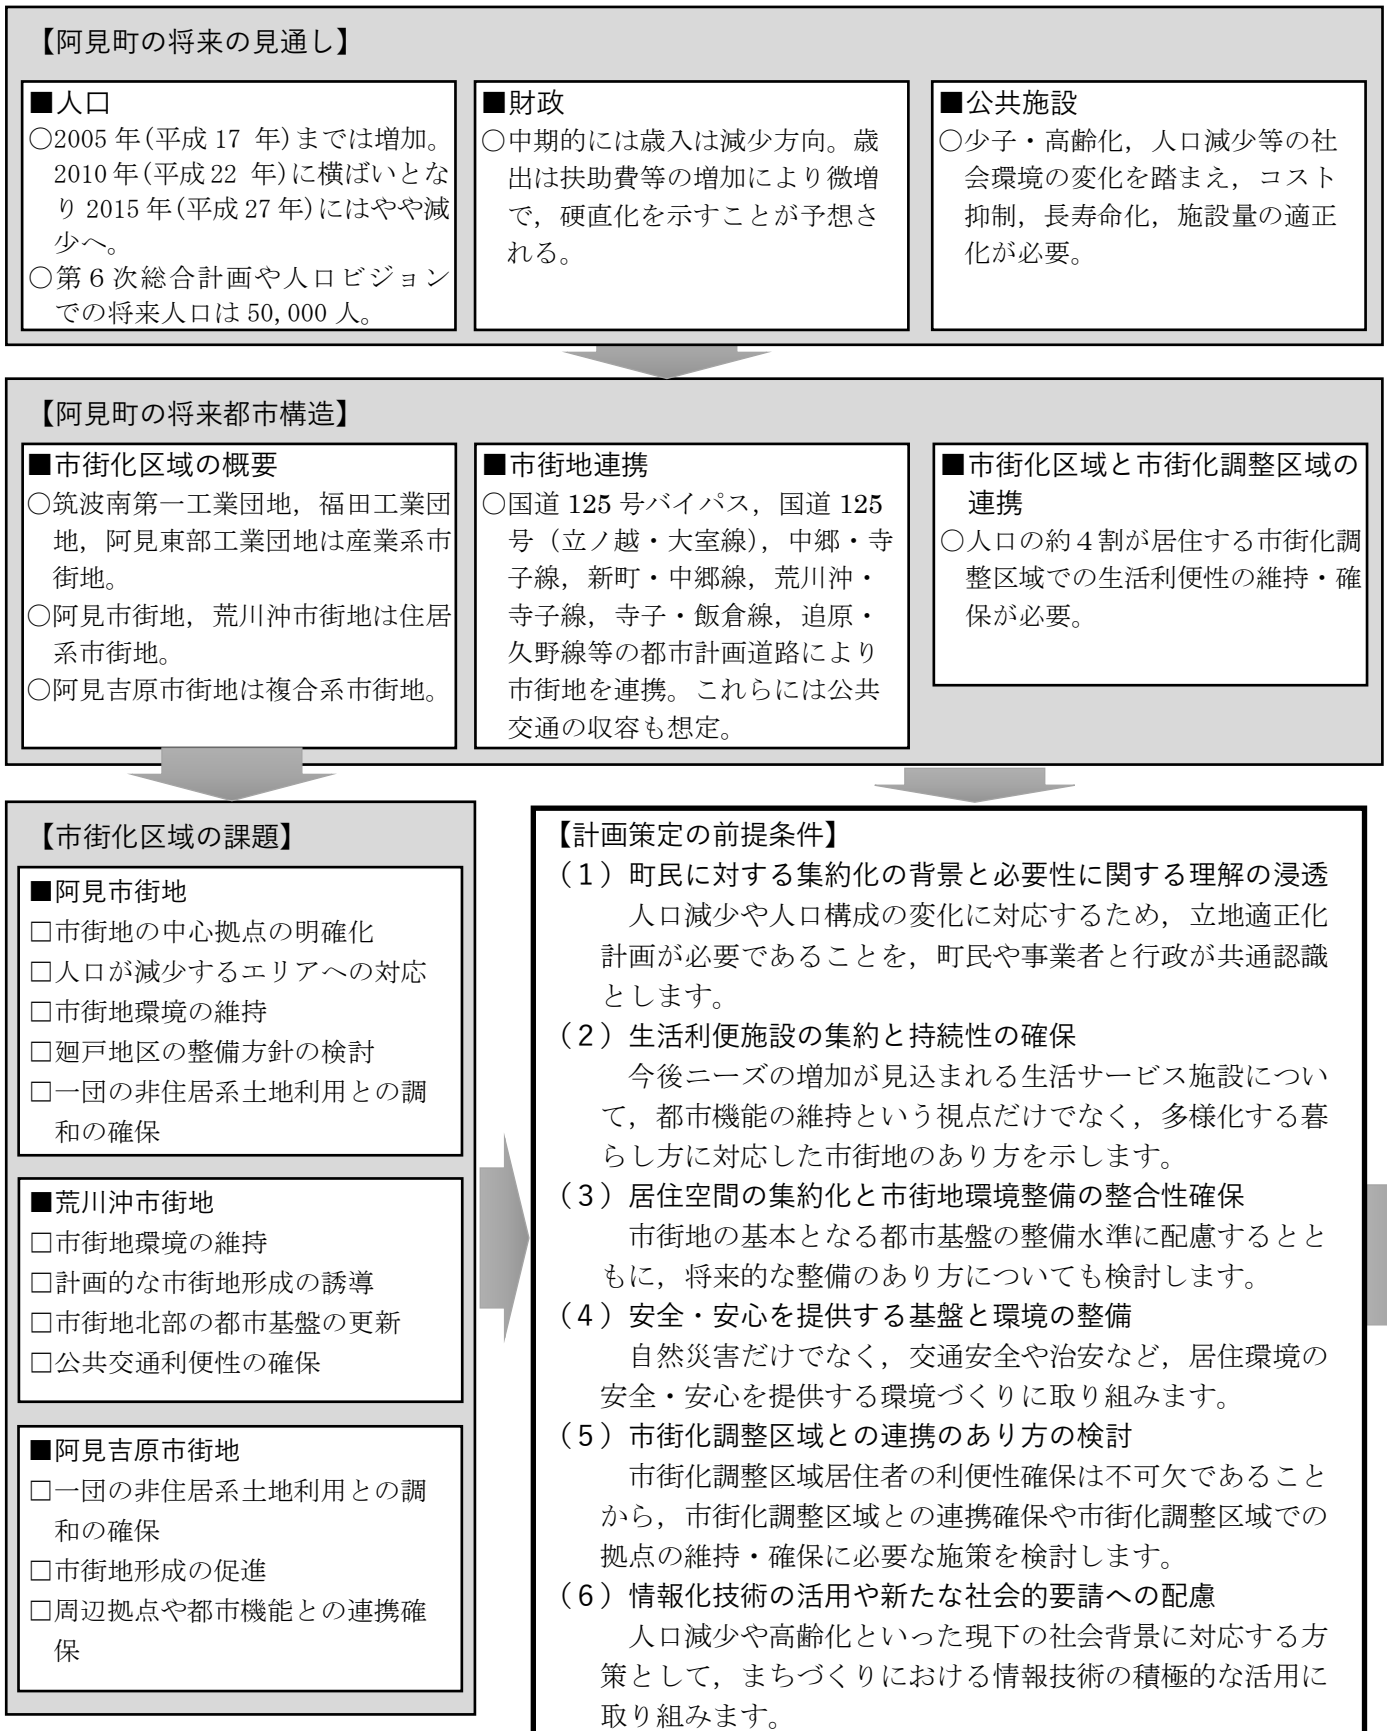 【阿見町の将来の見通し】
■人口
○2005 年(平成 17 年)までは増加。
2010 年(平成 22 年)に横ばいとな
り 2015 年(平成 27 年)にはやや減
少へ。
○第6次総合計画や人口ビジョン
での将来人口は 50,000 人。
■財政
○中期的には歳入は減少方向。歳
出は扶助費等の増加により微増
で，硬直化を示すことが予想さ
れる。
■公共施設
○少子・高齢化，人口減少等の社
会環境の変化を踏まえ，コスト
抑制，長寿命化，施設量の適正
化が必要。
【阿見町の将来都市構造】
■市街化区域の概要
○筑波南第一工業団地，福田工業団
地，阿見東部工業団地は産業系市
街地。
○阿見市街地，荒川沖市街地は住居
系市街地。
○阿見吉原市街地は複合系市街地。
■市街地連携
○国道 125 号バイパス，国道 125
号（立ノ越・大室線），中郷・寺
子線，新町・中郷線，荒川沖・
寺子線，寺子・飯倉線，追原・
久野線等の都市計画道路により
市街地を連携。これらには公共
交通の収容も想定。
■市街化区域と市街化調整区域の
連携
○人口の約4割が居住する市街化調
整区域での生活利便性の維持・確
保が必要。
【市街化区域の課題】
■阿見市街地
□市街地の中心拠点の明確化
□人口が減少するエリアへの対応
□市街地環境の維持
□廻戸地区の整備方針の検討
□一団の非住居系土地利用との調
和の確保
■荒川沖市街地
□市街地環境の維持
□計画的な市街地形成の誘導
□市街地北部の都市基盤の更新
□公共交通利便性の確保
■阿見吉原市街地
□一団の非住居系土地利用との調
和の確保
□市街地形成の促進
□周辺拠点や都市機能との連携確
保
【計画策定の前提条件】
（1）町民に対する集約化の背景と必要性に関する理解の浸透
人口減少や人口構成の変化に対応するため，立地適正化
計画が必要であることを，町民や事業者と行政が共通認識
とします。
（2）生活利便施設の集約と持続性の確保
今後ニーズの増加が見込まれる生活サービス施設につい
て，都市機能の維持という視点だけでなく，多様化する暮
らし方に対応した市街地のあり方を示します。
（3）居住空間の集約化と市街地環境整備の整合性確保
市街地の基本となる都市基盤の整備水準に配慮するとと
もに，将来的な整備のあり方についても検討します。
（4）安全・安心を提供する基盤と環境の整備
自然災害だけでなく，交通安全や治安など，居住環境の
安全・安心を提供する環境づくりに取り組みます。
（5）市街化調整区域との連携のあり方の検討
市街化調整区域居住者の利便性確保は不可欠であること
から，市街化調整区域との連携確保や市街化調整区域での
拠点の維持・確保に必要な施策を検討します。
（6）情報化技術の活用や新たな社会的要請への配慮
人口減少や高齢化といった現下の社会背景に対応する方
策として，まちづくりにおける情報技術の積極的な活用に
取り組みます。